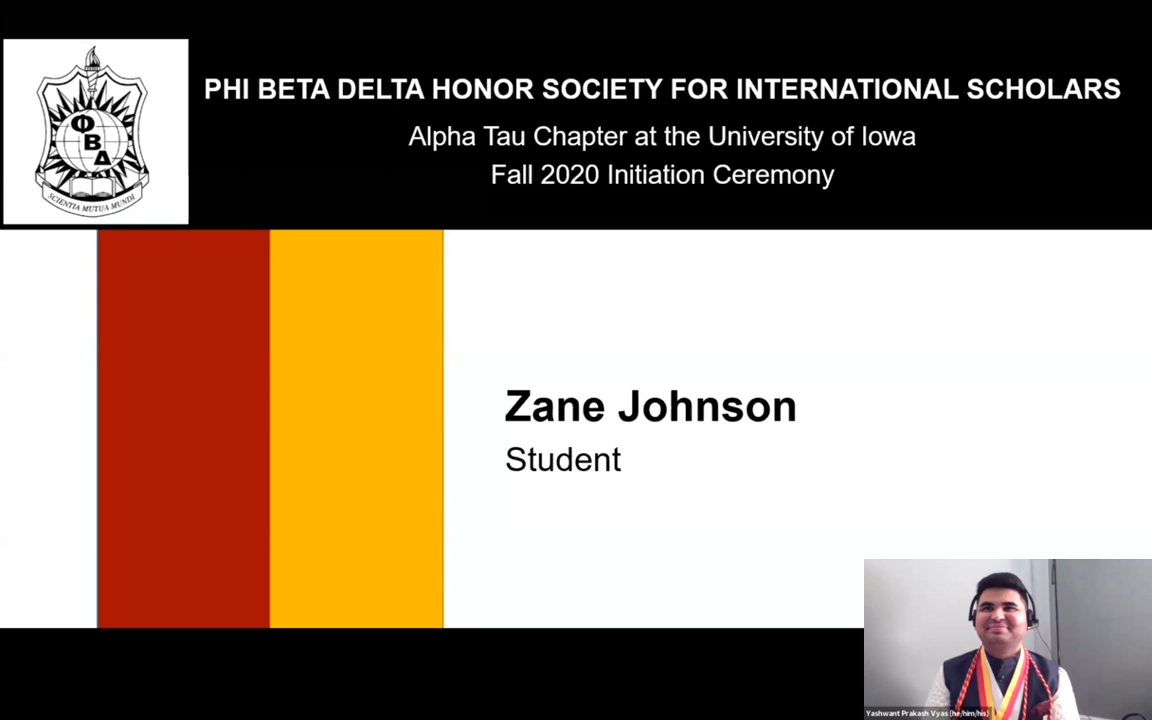 PHI BETA DELTA HONOR SOCIETY FOR INTERNATIONAL SCHOLARS
Alpha Tau Chapter at the University of Iowa
Fall 2020 Initiation Ceremony
Φ
Β
Δ
SCIENTIA MUTUA MUNDI
Zane Johnson
Student
Yashwant Prakash Vyas (he/him/his)